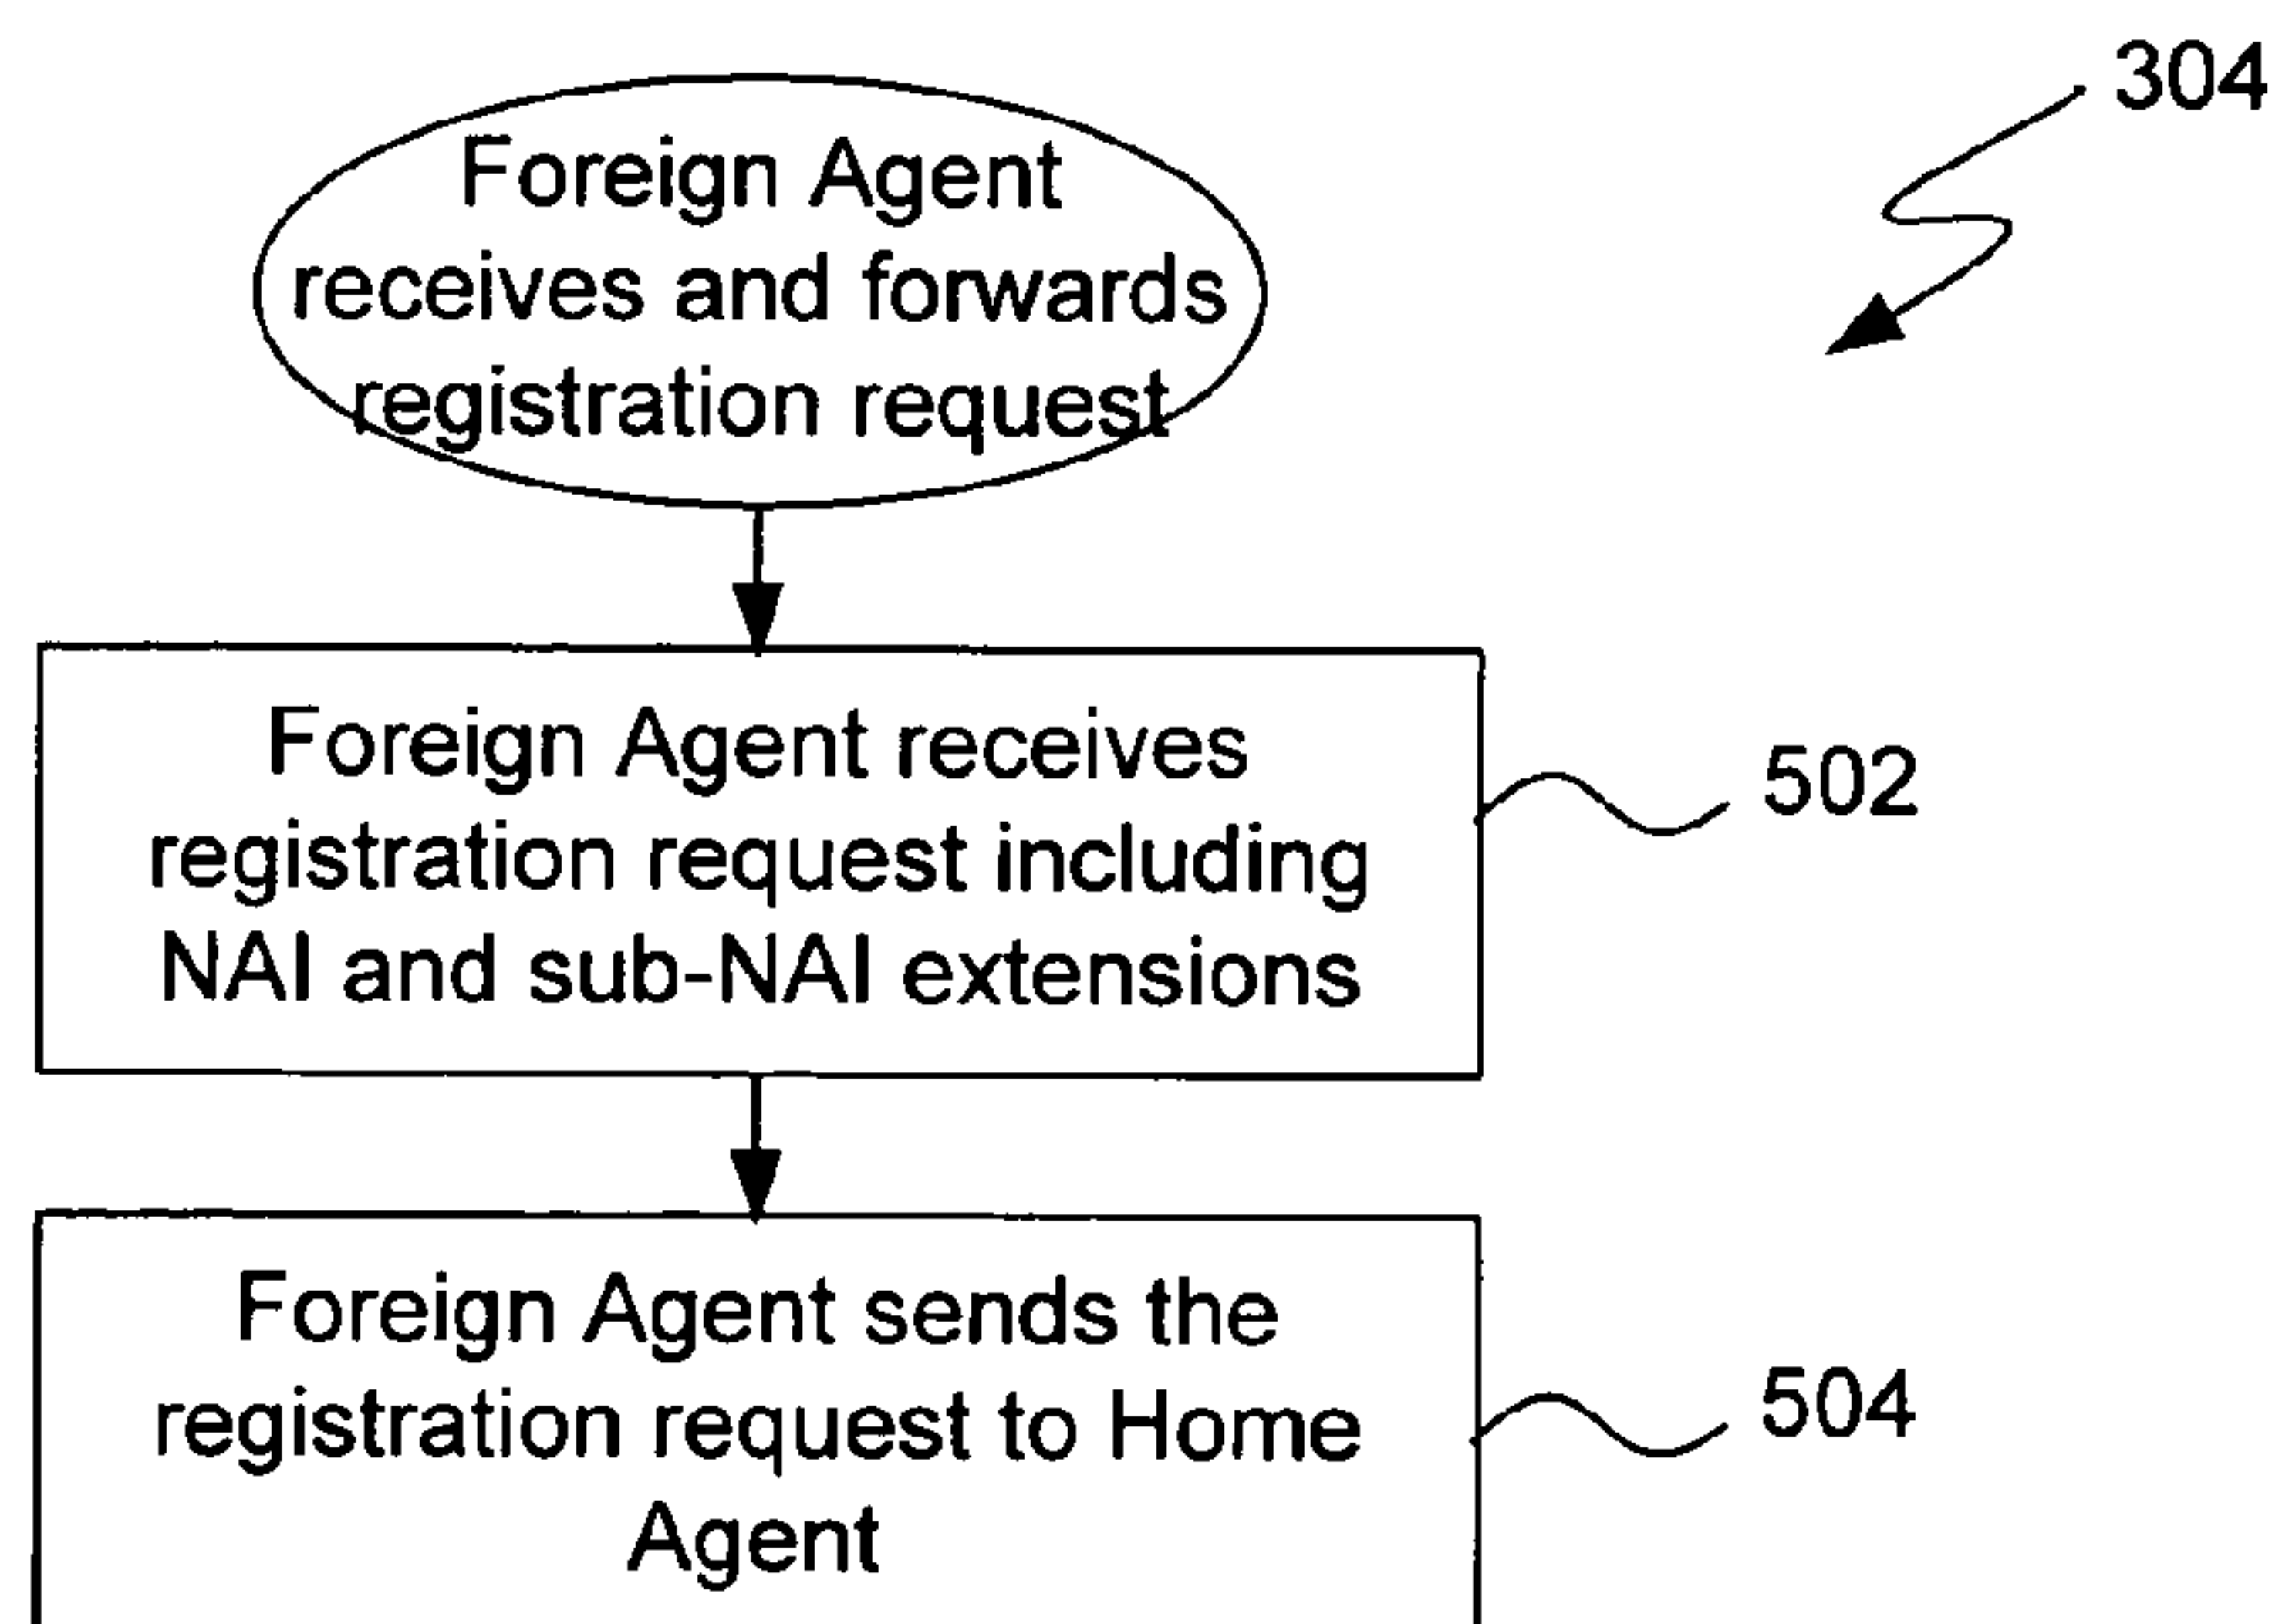 304
Foreign Agent
receives and forwards
registration request
Foreign Agent receives
registration request including
NAI and sub-NAI extensions
502
Foreign Agent sends the
registration request to Home
Agent
504